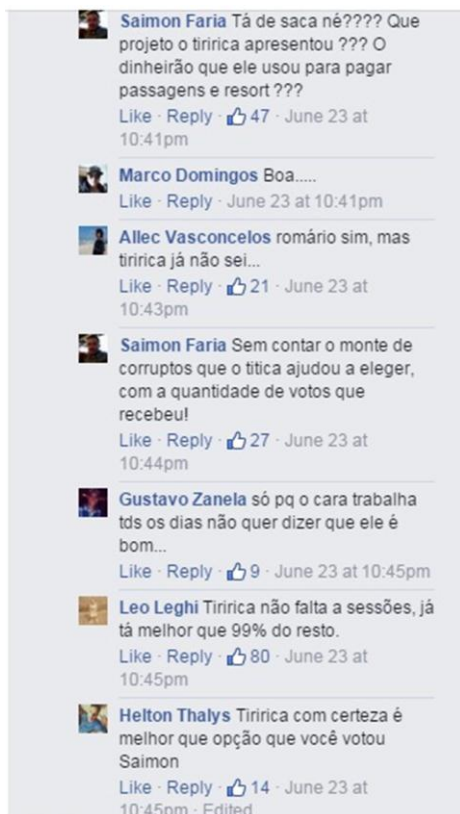 Saimon Faria Tá de saca né???? Que
projeto o tiririca apresentou ??? O
dinheirão que ele usou para pagar
passagens e resort ???
Like · Reply · 47 · June 23 at
10:41pm
Marco Domingos Boa.....
Like · Reply · June 23 at 10:41pm
Allec Vasconcelos romário sim, mas
tiririca já não sei...
Like · Reply · 21 · June 23 at
10:43pm
Saimon Faria Sem contar o monte de
corruptos que o titica ajudou a eleger,
com a quantidade de votos que
recebeu!
Like · Reply · 27 · June 23 at
10:44pm
Gustavo Zanela só pq o cara trabalha
tds os dias não quer dizer que ele é
bom...
Like · Reply · 9 · June 23 at 10:45pm
Leo Leghi Tiririca não falta a sessões, já
tá melhor que 99% do resto.
Like · Reply · 80 · June 23 at
10:45pm
Helton Thalys Tiririca com certeza é
melhor que opção que você votou
Saimon
Like · Reply · 14 · June 23 at
10:45pm · Edited